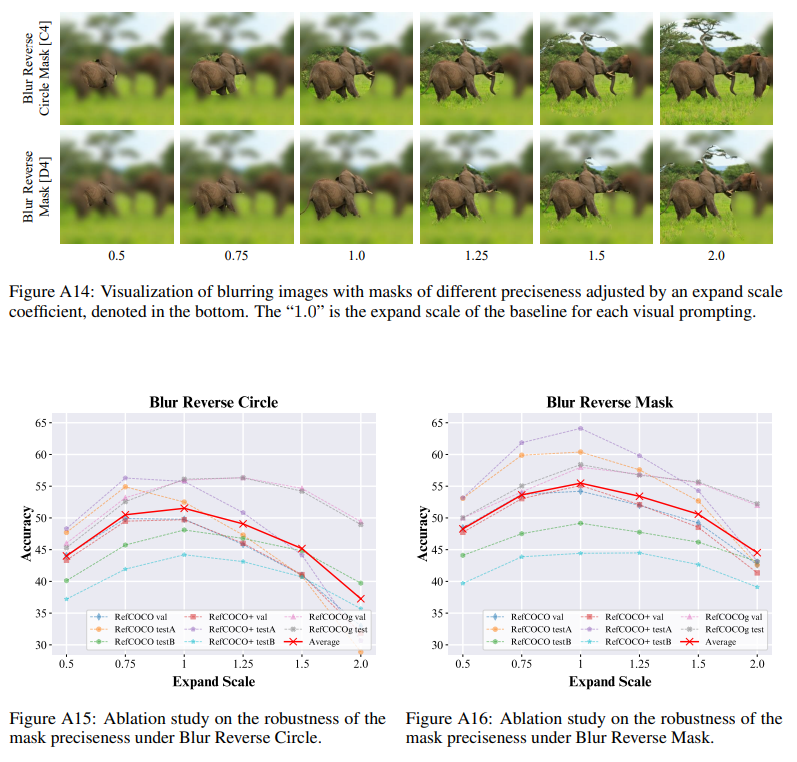 Blur Reverse
Circle Mask [C4]
Blur Reverse
Mask [D4]
0.5 0.75 1.0 1.25 1.5 2.0
Figure A14: Visualization of blurring images with masks of different preciseness adjusted by an expand scale
coefficient, denoted in the bottom. The “1.0” is the expand scale of the baseline for each visual prompting.
Blur Reverse Circle
65
60
55
50
45
40
35
30
Accuracy
RefCOCO val RefCOCO+ val RefCOCOg val
RefCOCO testA RefCOCO+ testA RefCOCOg test
RefCOCO testB RefCOCO+ testB Average
0.5 0.75 1 1.25 1.5 2.0
Expand Scale
Figure A15: Ablation study on the robustness of the
mask preciseness under Blur Reverse Circle.
Blur Reverse Mask
65
60
55
50
45
40
35
30
Accuracy
RefCOCO val RefCOCO+ val RefCOCOg val
RefCOCO testA RefCOCO+ testA RefCOCOg test
RefCOCO testB RefCOCO+ testB Average
0.5 0.75 1 1.25 1.5 2.0
Expand Scale
Figure A16: Ablation study on the robustness of the
mask preciseness under Blur Reverse Mask.